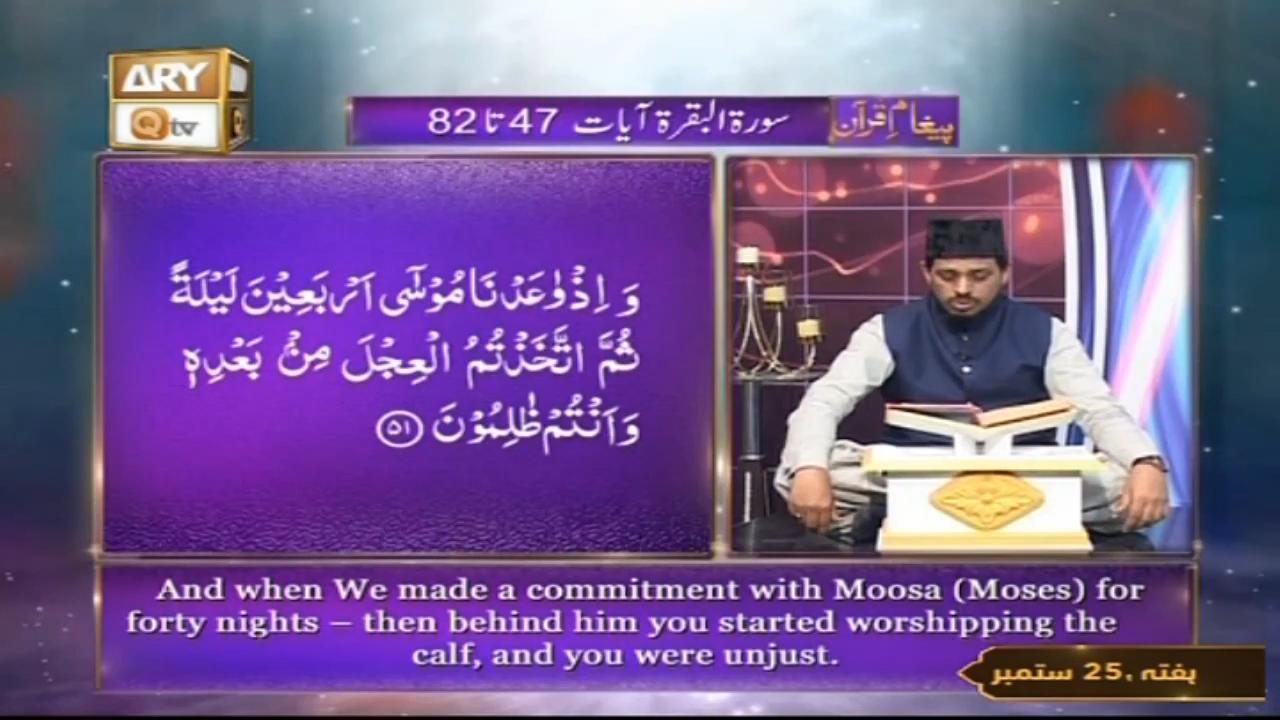 ARY
Qtv
پیغامِ قرآن
سورۃ البقرۃ آیات 47 تا 82
وَ اِذْ وٰعَدْنَا مُوْسٰۤی اَرْبَعِیْنَ لَیْلَةً
ثُمَّ اتَّخَذْتُمُ الْعِجْلَ مِنْۢ بَعْدِهٖ
وَ اَنْتُمْ ظٰلِمُوْنَ ﴿۵۱﴾
And when We made a commitment with Moosa (Moses) for
forty nights – then behind him you started worshipping the
calf, and you were unjust.
ہفتہ ,25 ستمبر